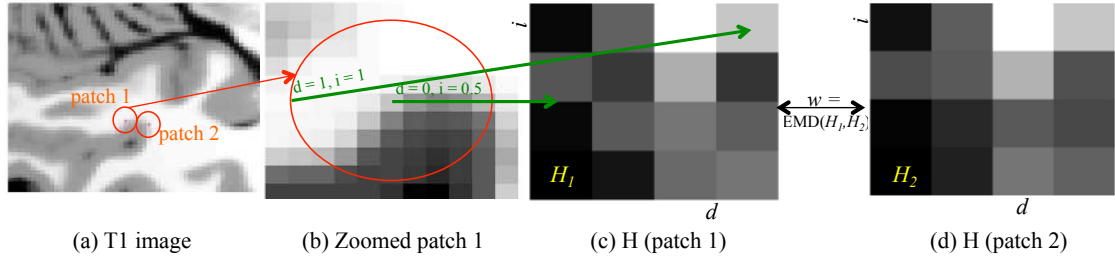 patch 1
patch 2
d = 1, i = 1
d = 0, i = 0.5
i
H1
d
w =
EMD(H1,H2)
i
H2
d
(a) T1 image
(b) Zoomed patch 1
(c) H (patch 1)
(d) H (patch 2)